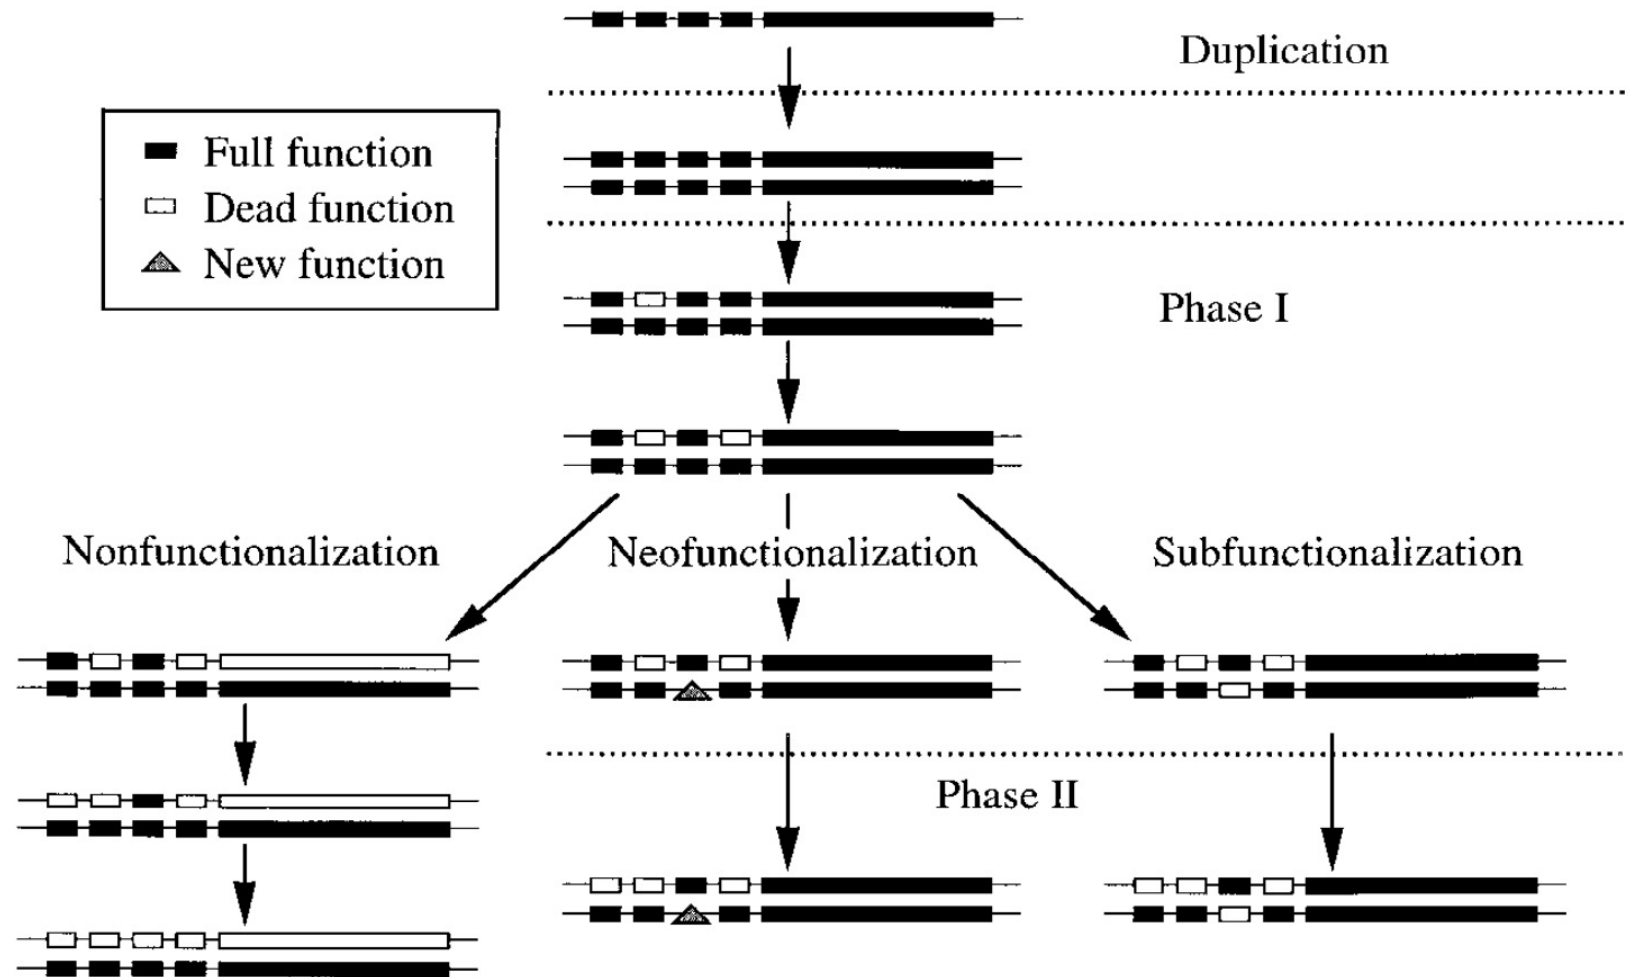 Duplication
Full function
Dead function
New function
Phase I
Nonfunctionalization
Neofunctionalization
Subfunctionalization
Phase II